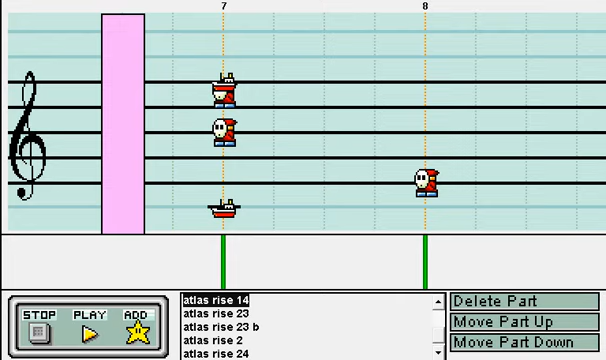 7 8
STOP PLAY ADD
atlas rise 14
atlas rise 23
atlas rise 23 b
atlas rise 2
atlas rise 24
Delete Part
Move Part Up
Move Part Down